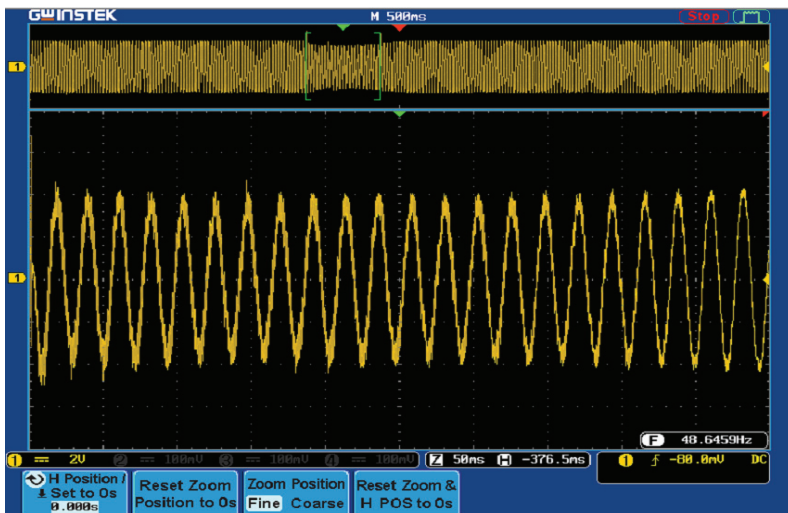 GWINSTEK M 500ms Stop
1
1
F 48.6459Hz
1 2V 2 100mV 3 100mV 4 100mV Z 50ms H -376.5ms 1 -80.0mV DC
H Position / Set to 0s 0.000s
Reset Zoom Position to 0s
Zoom Position Fine Coarse
Reset Zoom & H POS to 0s